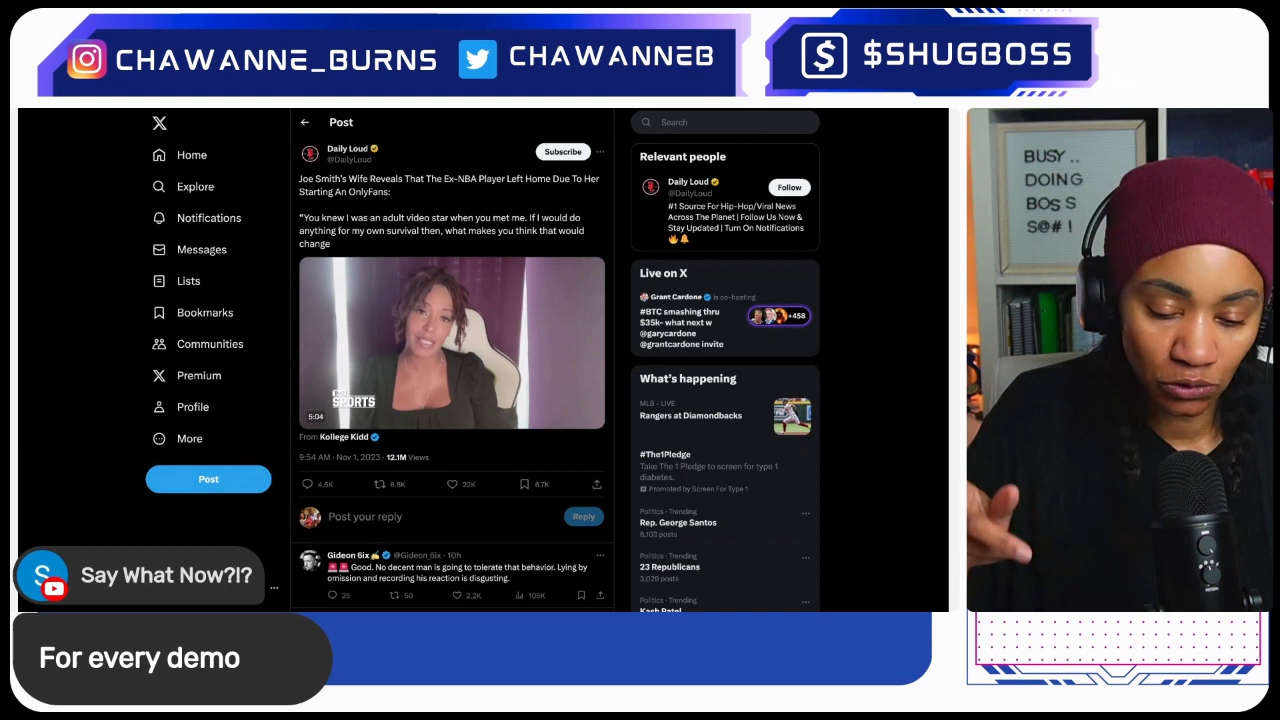 CHAWANNE_BURNS
CHAWANNEB
$SHUGBOSS
Post
Search
Home
Explore
Notifications
Messages
Lists
Bookmarks
Communities
Premium
Profile
More
Post
Daily Loud
@DailyLoud
Subscribe
Joe Smith's Wife Reveals That The Ex-NBA Player Left Home Due To Her
Starting An OnlyFans:
"You knew I was an adult video star when you met me. If I would do
anything for my own survival then, what makes you think that would
change
SPORTS
5:04
From Kollege Kidd
9:54 AM · Nov 1, 2023 · 12.1M Views
4.6K 6.8K 22K 6.7K
Post your reply
Reply
Gideon 6ix @Gideon_6ix · 10h
Good. No decent man is going to tolerate that behavior. Lying by
omission and recording his reaction is disgusting.
25 50 2.2K 105K
Relevant people
Daily Loud
@DailyLoud
Follow
#1 Source For Hip-Hop/Viral News
Across The Planet | Follow Us Now &
Stay Updated | Turn On Notifications
Live on X
Grant Cardone is co-hosting
#BTC smashing thru
$35k- what next w
@garycardone
@grantcardone invite
+458
What's happening
MLB · LIVE
Rangers at Diamondbacks
#The1Pledge
Take The 1 Pledge to screen for type 1
diabetes.
Promoted by Screen For Type 1
Politics · Trending
Rep. George Santos
8,103 posts
Politics · Trending
23 Republicans
3,029 posts
Politics · Trending
Kash Patel
BUSY ..
DOING
BOSS
S@# !
S
Say What Now?!?
For every demo